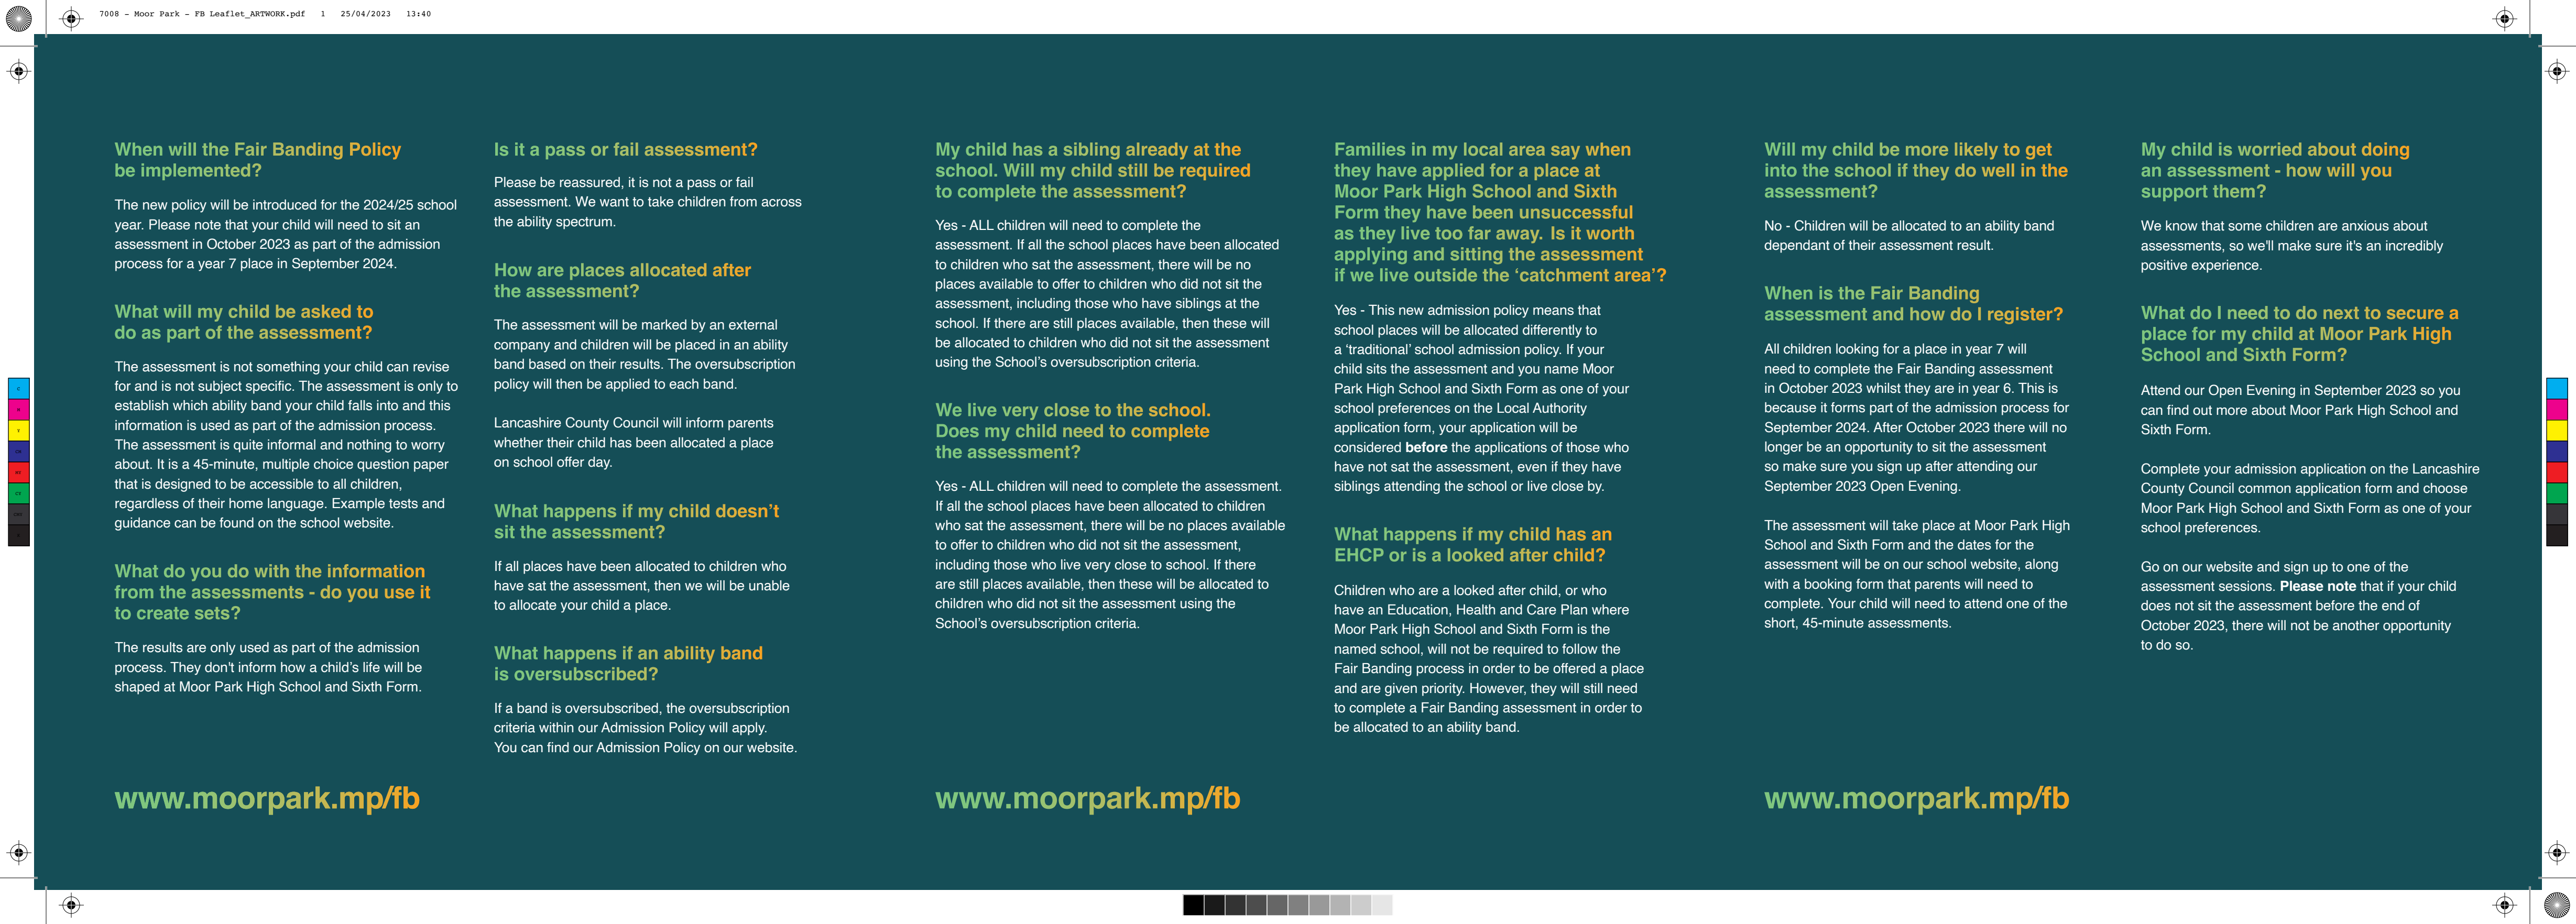 7008 - Moor Park - FB Leaflet_ARTWORK.pdf   1   25/04/2023   13:40
When will the Fair Banding Policy
be implemented?
The new policy will be introduced for the 2024/25 school
year. Please note that your child will need to sit an
assessment in October 2023 as part of the admission
process for a year 7 place in September 2024.
What will my child be asked to
do as part of the assessment?
The assessment is not something your child can revise
for and is not subject specific. The assessment is only to
establish which ability band your child falls into and this
information is used as part of the admission process.
The assessment is quite informal and nothing to worry
about. It is a 45-minute, multiple choice question paper
that is designed to be accessible to all children,
regardless of their home language. Example tests and
guidance can be found on the school website.
What do you do with the information
from the assessments - do you use it
to create sets?
The results are only used as part of the admission
process. They don't inform how a child's life will be
shaped at Moor Park High School and Sixth Form.
www.moorpark.mp/fb
Is it a pass or fail assessment?
Please be reassured, it is not a pass or fail
assessment. We want to take children from across
the ability spectrum.
How are places allocated after
the assessment?
The assessment will be marked by an external
company and children will be placed in an ability
band based on their results. The oversubscription
policy will then be applied to each band.
Lancashire County Council will inform parents
whether their child has been allocated a place
on school offer day.
What happens if my child doesn't
sit the assessment?
If all places have been allocated to children who
have sat the assessment, then we will be unable
to allocate your child a place.
What happens if an ability band
is oversubscribed?
If a band is oversubscribed, the oversubscription
criteria within our Admission Policy will apply.
You can find our Admission Policy on our website.
My child has a sibling already at the
school. Will my child still be required
to complete the assessment?
Yes - ALL children will need to complete the
assessment. If all the school places have been allocated
to children who sat the assessment, there will be no
places available to offer to children who did not sit the
assessment, including those who have siblings at the
school. If there are still places available, then these will
be allocated to children who did not sit the assessment
using the School's oversubscription criteria.
We live very close to the school.
Does my child need to complete
the assessment?
Yes - ALL children will need to complete the assessment.
If all the school places have been allocated to children
who sat the assessment, there will be no places available
to offer to children who did not sit the assessment,
including those who live very close to school. If there
are still places available, then these will be allocated to
children who did not sit the assessment using the
School's oversubscription criteria.
www.moorpark.mp/fb
Families in my local area say when
they have applied for a place at
Moor Park High School and Sixth
Form they have been unsuccessful
as they live too far away. Is it worth
applying and sitting the assessment
if we live outside the ‘catchment area’?
Yes - This new admission policy means that
school places will be allocated differently to
a ‘traditional’ school admission policy. If your
child sits the assessment and you name Moor
Park High School and Sixth Form as one of your
school preferences on the Local Authority
application form, your application will be
considered before the applications of those who
have not sat the assessment, even if they have
siblings attending the school or live close by.
What happens if my child has an
EHCP or is a looked after child?
Children who are a looked after child, or who
have an Education, Health and Care Plan where
Moor Park High School and Sixth Form is the
named school, will not be required to follow the
Fair Banding process in order to be offered a place
and are given priority. However, they will still need
to complete a Fair Banding assessment in order to
be allocated to an ability band.
Will my child be more likely to get
into the school if they do well in the
assessment?
No - Children will be allocated to an ability band
dependant of their assessment result.
When is the Fair Banding
assessment and how do I register?
All children looking for a place in year 7 will
need to complete the Fair Banding assessment
in October 2023 whilst they are in year 6. This is
because it forms part of the admission process for
September 2024. After October 2023 there will no
longer be an opportunity to sit the assessment
so make sure you sign up after attending our
September 2023 Open Evening.
The assessment will take place at Moor Park High
School and Sixth Form and the dates for the
assessment will be on our school website, along
with a booking form that parents will need to
complete. Your child will need to attend one of the
short, 45-minute assessments.
www.moorpark.mp/fb
My child is worried about doing
an assessment - how will you
support them?
We know that some children are anxious about
assessments, so we'll make sure it's an incredibly
positive experience.
What do I need to do next to secure a
place for my child at Moor Park High
School and Sixth Form?
Attend our Open Evening in September 2023 so you
can find out more about Moor Park High School and
Sixth Form.
Complete your admission application on the Lancashire
County Council common application form and choose
Moor Park High School and Sixth Form as one of your
school preferences.
Go on our website and sign up to one of the
assessment sessions. Please note that if your child
does not sit the assessment before the end of
October 2023, there will not be another opportunity
to do so.